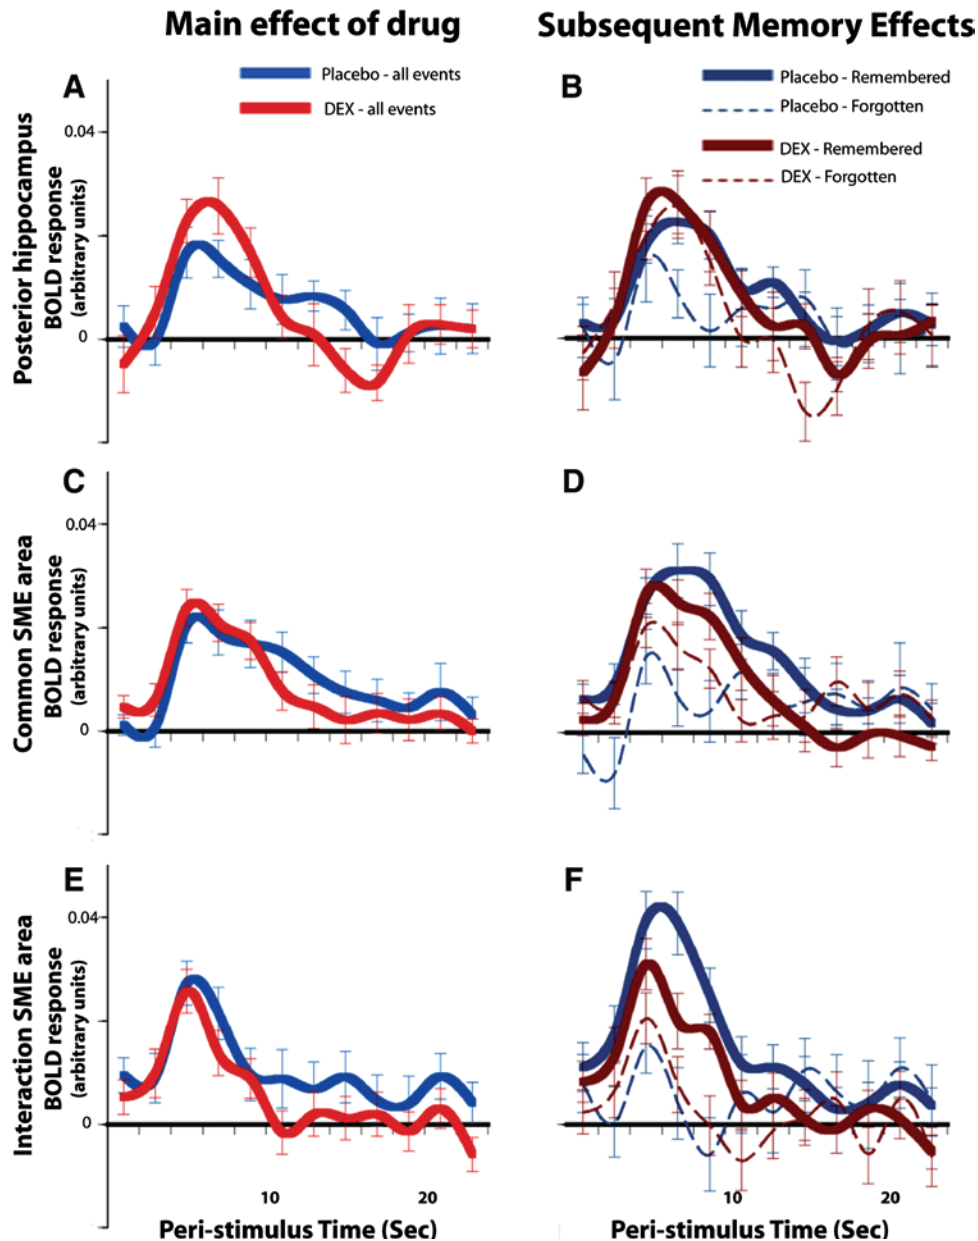 Main effect of drug
Subsequent Memory Effects
A
Placebo - all events
DEX - all events
B
Placebo - Remembered
Placebo - Forgotten
DEX - Remembered
DEX - Forgotten
Posterior hippocampus
BOLD response
(arbitrary units)
0.04
0
C
D
Common SME area
BOLD response
(arbitrary units)
0.04
0
E
F
Interaction SME area
BOLD response
(arbitrary units)
0.04
0
10
20
10
20
Peri-stimulus Time (Sec)
Peri-stimulus Time (Sec)